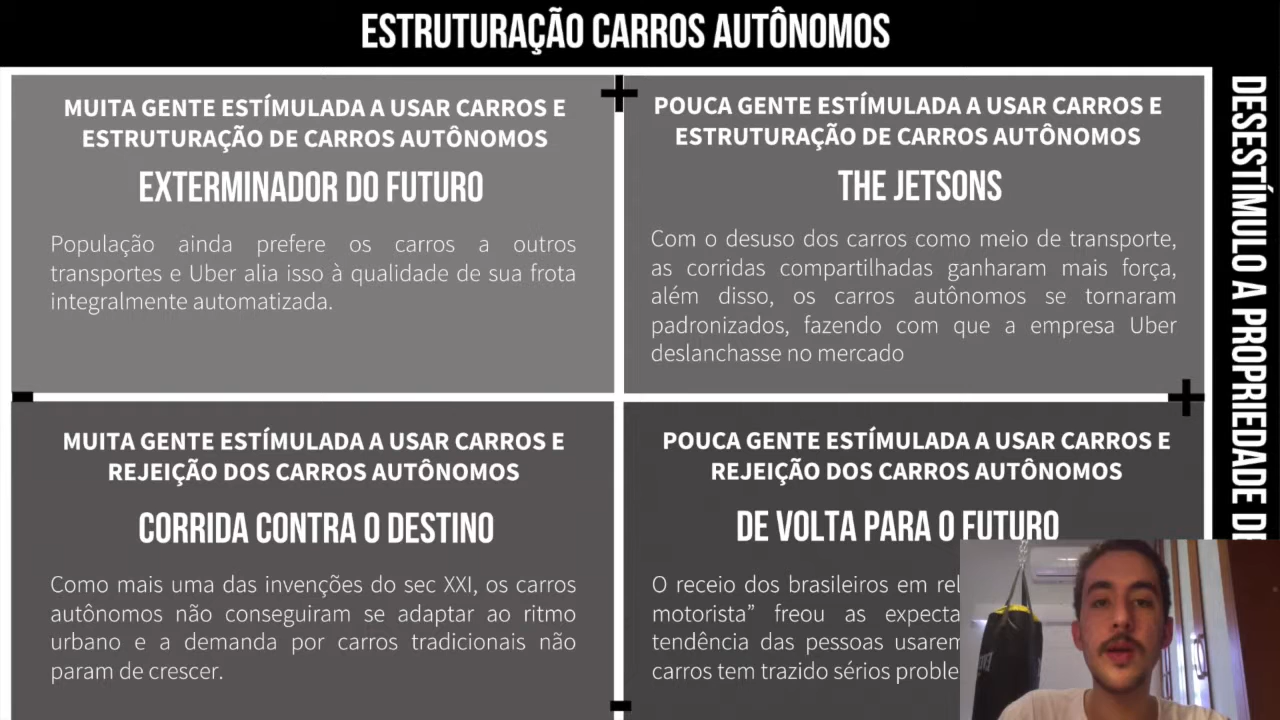 ESTRUTURAÇÃO CARROS AUTÔNOMOS
MUITA GENTE ESTÍMULADA A USAR CARROS E
ESTRUTURAÇÃO DE CARROS AUTÔNOMOS
EXTERMINADOR DO FUTURO
População ainda prefere os carros a outros
transportes e Uber alia isso à qualidade de sua frota
integralmente automatizada.
POUCA GENTE ESTÍMULADA A USAR CARROS E
ESTRUTURAÇÃO DE CARROS AUTÔNOMOS
THE JETSONS
Com o desuso dos carros como meio de transporte,
as corridas compartilhadas ganharam mais força,
além disso, os carros autônomos se tornaram
padronizados, fazendo com que a empresa Uber
deslanchasse no mercado
MUITA GENTE ESTÍMULADA A USAR CARROS E
REJEIÇÃO DOS CARROS AUTÔNOMOS
CORRIDA CONTRA O DESTINO
Como mais uma das invenções do sec XXI, os carros
autônomos não conseguiram se adaptar ao ritmo
urbano e a demanda por carros tradicionais não
param de crescer.
POUCA GENTE ESTÍMULADA A USAR CARROS E
REJEIÇÃO DOS CARROS AUTÔNOMOS
DE VOLTA PARA O FUTURO
O receio dos brasileiros em
motorista” freou as
tendência das pessoas usarem
carros tem trazido sérios
DESESTÍMULO A PROPRIEDADE